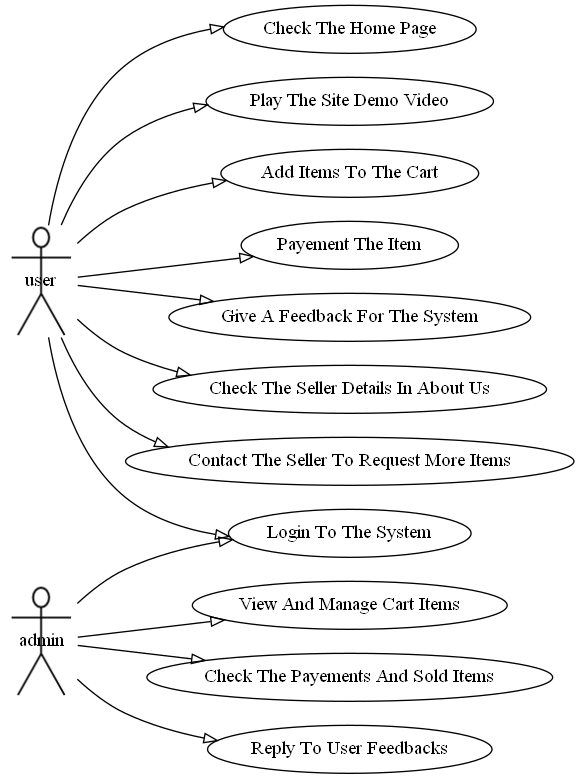 Check The Home Page
Play The Site Demo Video
Add Items To The Cart
Payement The Item
user
Give A Feedback For The System
Check The Seller Details In About Us
Contact The Seller To Request More Items
Login To The System
View And Manage Cart Items
admin
Check The Payements And Sold Items
Reply To User Feedbacks